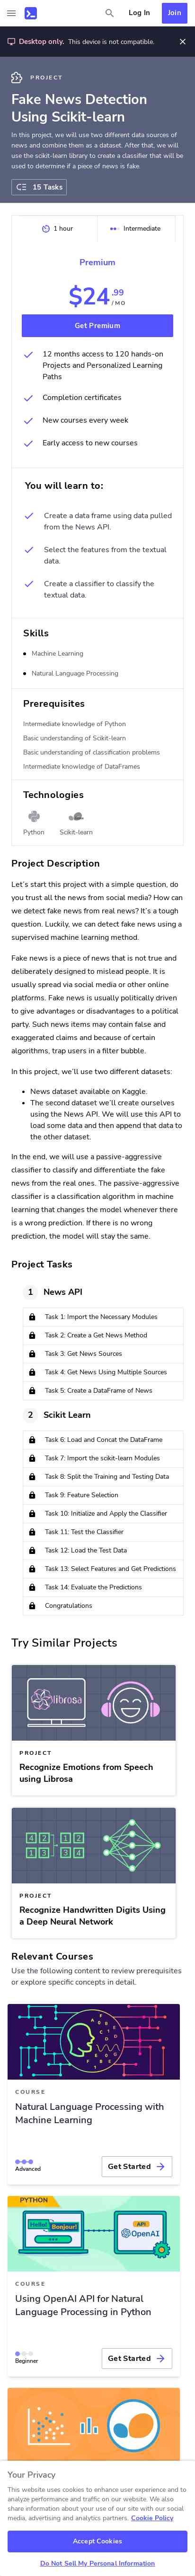 Log In
Join
Desktop only. This device is not compatible.
PROJECT
Fake News Detection
Using Scikit-learn
In this project, we will use two different data sources of
news and combine them as a dataset. After that, we will
use the scikit-learn library to create a classifier that will be
used to determine if a piece of news is fake.
15 Tasks
1 hour
Intermediate
Premium
$24.99/MO
Get Premium
12 months access to 120 hands-on
Projects and Personalized Learning
Paths
Completion certificates
New courses every week
Early access to new courses
You will learn to:
Create a data frame using data pulled
from the News API.
Select the features from the textual
data.
Create a classifier to classify the
textual data.
Skills
Machine Learning
Natural Language Processing
Prerequisites
Intermediate knowledge of Python
Basic understanding of Scikit-learn
Basic understanding of classification problems
Intermediate knowledge of DataFrames
Technologies
Python
Scikit-learn
Project Description
Let's start this project with a simple question, do
you trust all the news from social media? How can
we detect fake news from real news? It's a tough
question. Luckily, we can detect fake news using a
supervised machine learning method.
Fake news is a piece of news that is not true and
deliberately designed to mislead people. It is
usually spread via social media or other online
platforms. Fake news is usually politically driven
to give advantages or disadvantages to a political
party. Such news items may contain false and
exaggerated claims and because of certain
algorithms, trap users in a filter bubble.
In this project, we'll use two different datasets:
News dataset available on Kaggle.
The second dataset we'll create ourselves
using the News API. We will use this API to
load some data and then append that data to
the other dataset.
In the end, we will use a passive-aggressive
classifier to classify and differentiate the fake
news from the real ones. The passive-aggressive
classifier is a classification algorithm in machine
learning that changes the model whenever there
is a wrong prediction. If there is no wrong
prediction, the model will stay the same.
Project Tasks
1 News API
Task 1: Import the Necessary Modules
Task 2: Create a Get News Method
Task 3: Get News Sources
Task 4: Get News Using Multiple Sources
Task 5: Create a DataFrame of News
2 Scikit Learn
Task 6: Load and Concat the DataFrame
Task 7: Import the scikit-learn Modules
Task 8: Split the Training and Testing Data
Task 9: Feature Selection
Task 10: Initialize and Apply the Classifier
Task 11: Test the Classifier
Task 12: Load the Test Data
Task 13: Select Features and Get Predictions
Task 14: Evaluate the Predictions
Congratulations
Try Similar Projects
librosa
PROJECT
Recognize Emotions from Speech
using Librosa
4 2 1 2
1 3 4 3
PROJECT
Recognize Handwritten Digits Using
a Deep Neural Network
Relevant Courses
Use the following content to review prerequisites
or explore specific concepts in detail.
COURSE
Natural Language Processing with
Machine Learning
Advanced
Get Started
PYTHON
Hello!
Bonjour!
API
OpenAI
COURSE
Using OpenAI API for Natural
Language Processing in Python
Beginner
Get Started
Your Privacy
This website uses cookies to enhance user experience and to
analyze performance and traffic on our website. We also
share information about your use of our site with our social
media, advertising and analytics partners. Cookie Policy
Accept Cookies
Do Not Sell My Personal Information